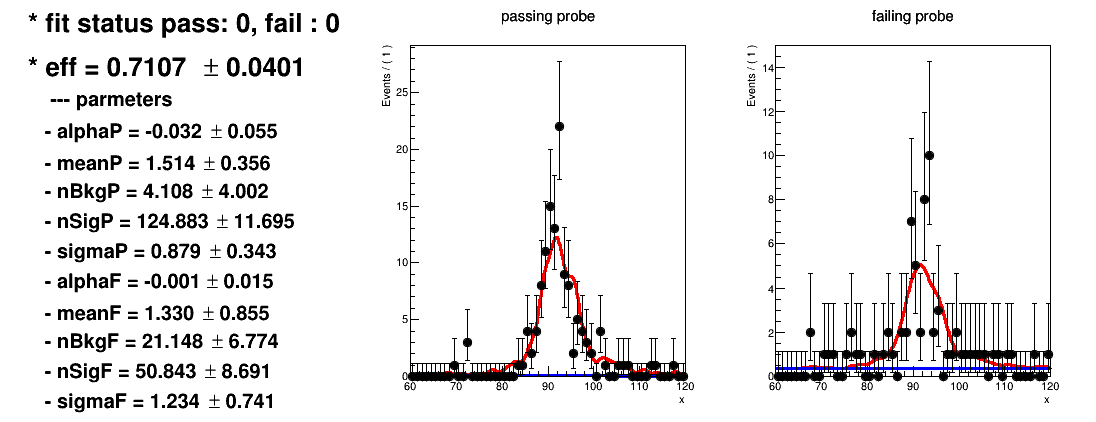 * fit status pass: 0, fail : 0
* eff = 0.7107 ± 0.0401
--- parmeters
- alphaP = -0.032 ± 0.055
- meanP = 1.514 ± 0.356
- nBkgP = 4.108 ± 4.002
- nSigP = 124.883 ± 11.695
- sigmaP = 0.879 ± 0.343
- alphaF = -0.001 ± 0.015
- meanF = 1.330 ± 0.855
- nBkgF = 21.148 ± 6.774
- nSigF = 50.843 ± 8.691
- sigmaF = 1.234 ± 0.741
passing probe
Events / ( 1 )
25
20
15
10
5
0
60 70 80 90 100 110 120
x
failing probe
Events / ( 1 )
14
12
10
8
6
4
2
0
60 70 80 90 100 110 120
x